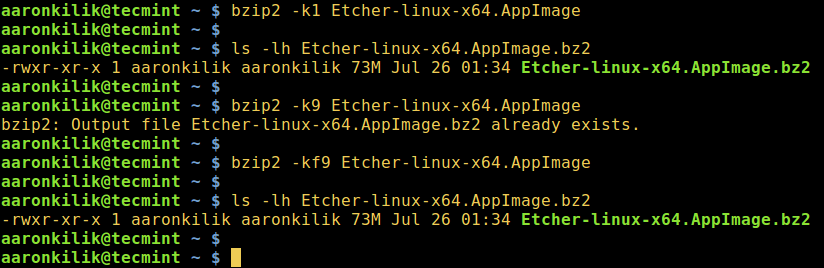 aaronkilik@tecmint ~ $ bzip2 -k1 Etcher-linux-x64.AppImage
aaronkilik@tecmint ~ $
aaronkilik@tecmint ~ $ ls -lh Etcher-linux-x64.AppImage.bz2
-rwxr-xr-x 1 aaronkilik aaronkilik 73M Jul 26 01:34 Etcher-linux-x64.AppImage.bz2
aaronkilik@tecmint ~ $
aaronkilik@tecmint ~ $ bzip2 -k9 Etcher-linux-x64.AppImage
bzip2: Output file Etcher-linux-x64.AppImage.bz2 already exists.
aaronkilik@tecmint ~ $
aaronkilik@tecmint ~ $ bzip2 -kf9 Etcher-linux-x64.AppImage
aaronkilik@tecmint ~ $
aaronkilik@tecmint ~ $ ls -lh Etcher-linux-x64.AppImage.bz2
-rwxr-xr-x 1 aaronkilik aaronkilik 73M Jul 26 01:34 Etcher-linux-x64.AppImage.bz2
aaronkilik@tecmint ~ $
aaronkilik@tecmint ~ $